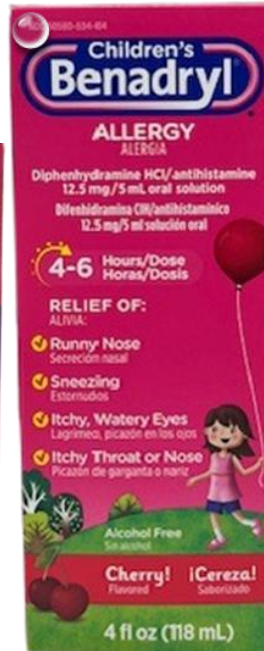 Children's
Benadryl
ALLERGY
ALERGIA
Diphenhydramine HCl/antihistamine
12.5 mg/5 mL oral solution
Difenhidramina ClH/antihistamínico
12.5 mg/5 ml solución oral
4-6 Hours/Dose
Horas/Dosis
RELIEF OF:
ALIVIA:
Runny Nose
Secreción nasal
Sneezing
Estornudos
Itchy, Watery Eyes
Lagrimeo, picazón en los ojos
Itchy Throat or Nose
Picazón de garganta o nariz
Alcohol Free
Sin alcohol
Cherry! ¡Cereza!
Flavored Saborizado
4 fl oz (118 mL)